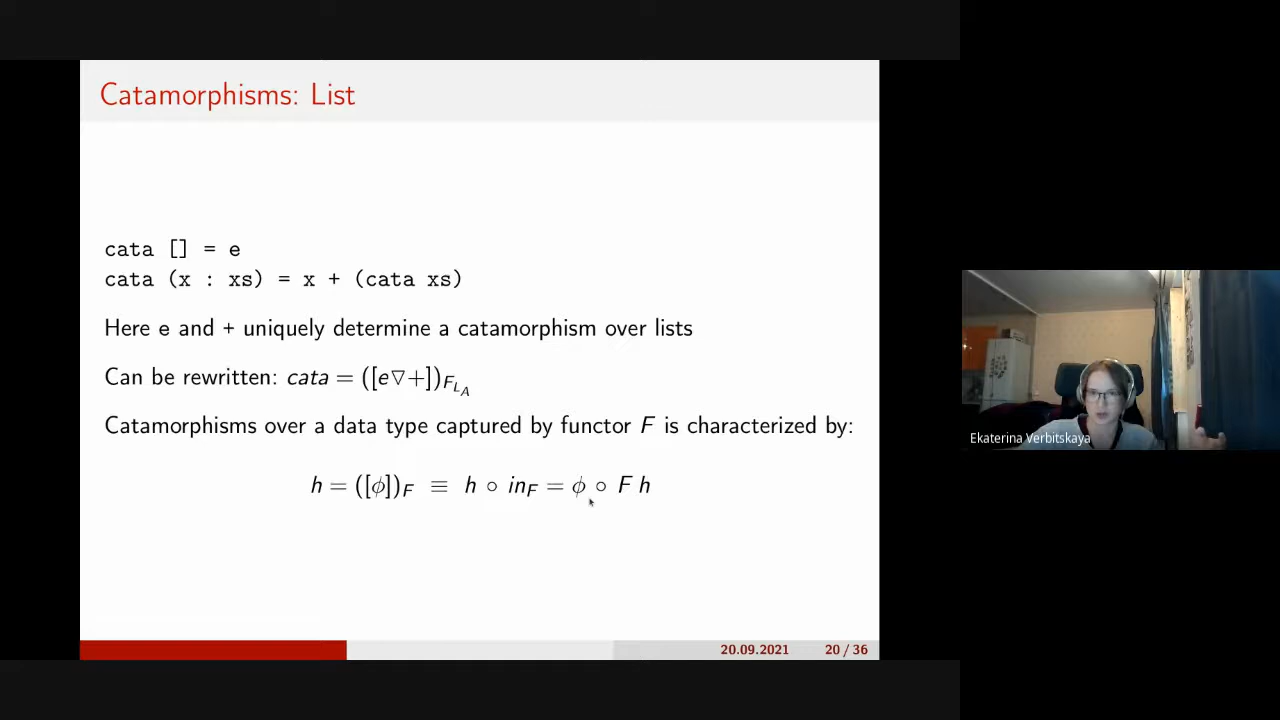 Catamorphisms: List
cata [] = e
cata (x : xs) = x + (cata xs)
Here e and + uniquely determine a catamorphism over lists
Can be rewritten: cata = ([e▽+])_{F_{L_A}}
Catamorphisms over a data type captured by functor F is characterized by:
h = ([ϕ])_F ≡ h ∘ in_F = ϕ ∘ F h
20.09.2021 20 / 36
Ekaterina Verbitskaya